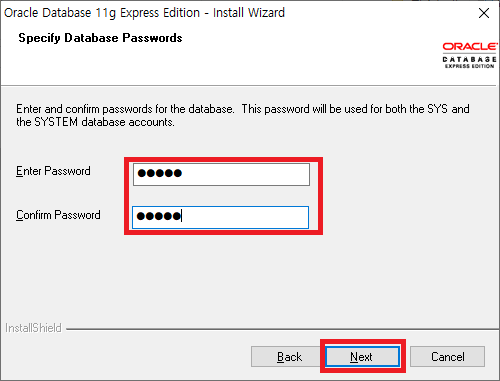 Oracle Database 11g Express Edition - Install Wizard
Specify Database Passwords
ORACLE
DATABASE
EXPRESS EDITION
Enter and confirm passwords for the database. This password will be used for both the SYS and
the SYSTEM database accounts.
Enter Password
●●●●●
Confirm Password
●●●●●
InstallShield
Back
Next
Cancel